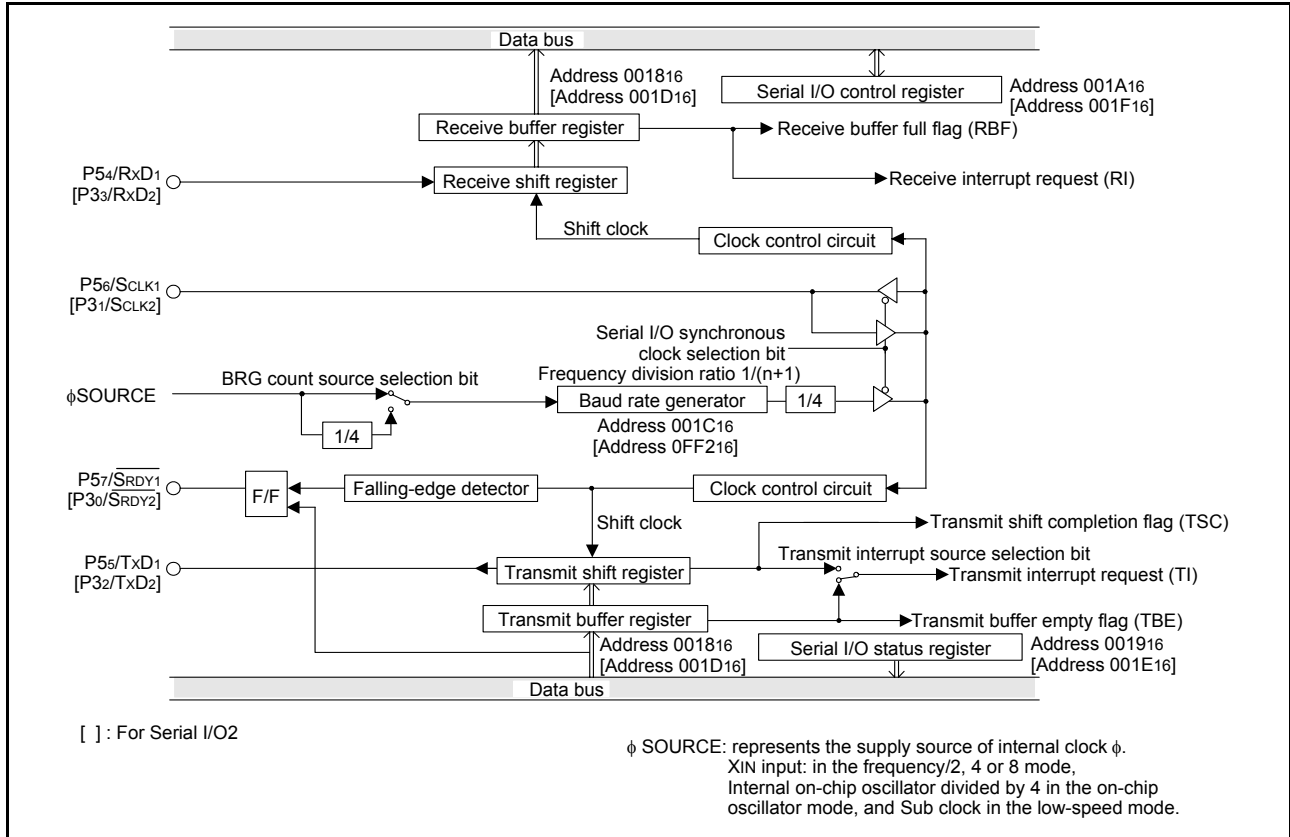 Data bus
Address 001816
[Address 001D16]
Serial I/O control register
Address 001A16
[Address 001F16]
Receive buffer register
Receive buffer full flag (RBF)
P54/RxD1
[P33/RxD2]
Receive shift register
Receive interrupt request (RI)
Shift clock
Clock control circuit
P56/SCLK1
[P31/SCLK2]
Serial I/O synchronous
clock selection bit
BRG count source selection bit
Frequency division ratio 1/(n+1)
ϕSOURCE
Baud rate generator
1/4
1/4
Address 001C16
[Address 0FF216]
P57/SRDY1
[P30/SRDY2]
F/F
Falling-edge detector
Clock control circuit
Shift clock
Transmit shift completion flag (TSC)
P55/TxD1
[P32/TxD2]
Transmit shift register
Transmit interrupt source selection bit
Transmit interrupt request (TI)
Transmit buffer register
Transmit buffer empty flag (TBE)
Address 001816
[Address 001D16]
Serial I/O status register
Address 001916
[Address 001E16]
Data bus
[ ] : For Serial I/O2
ϕ SOURCE: represents the supply source of internal clock ϕ.
XIN input: in the frequency/2, 4 or 8 mode,
Internal on-chip oscillator divided by 4 in the on-chip
oscillator mode, and Sub clock in the low-speed mode.